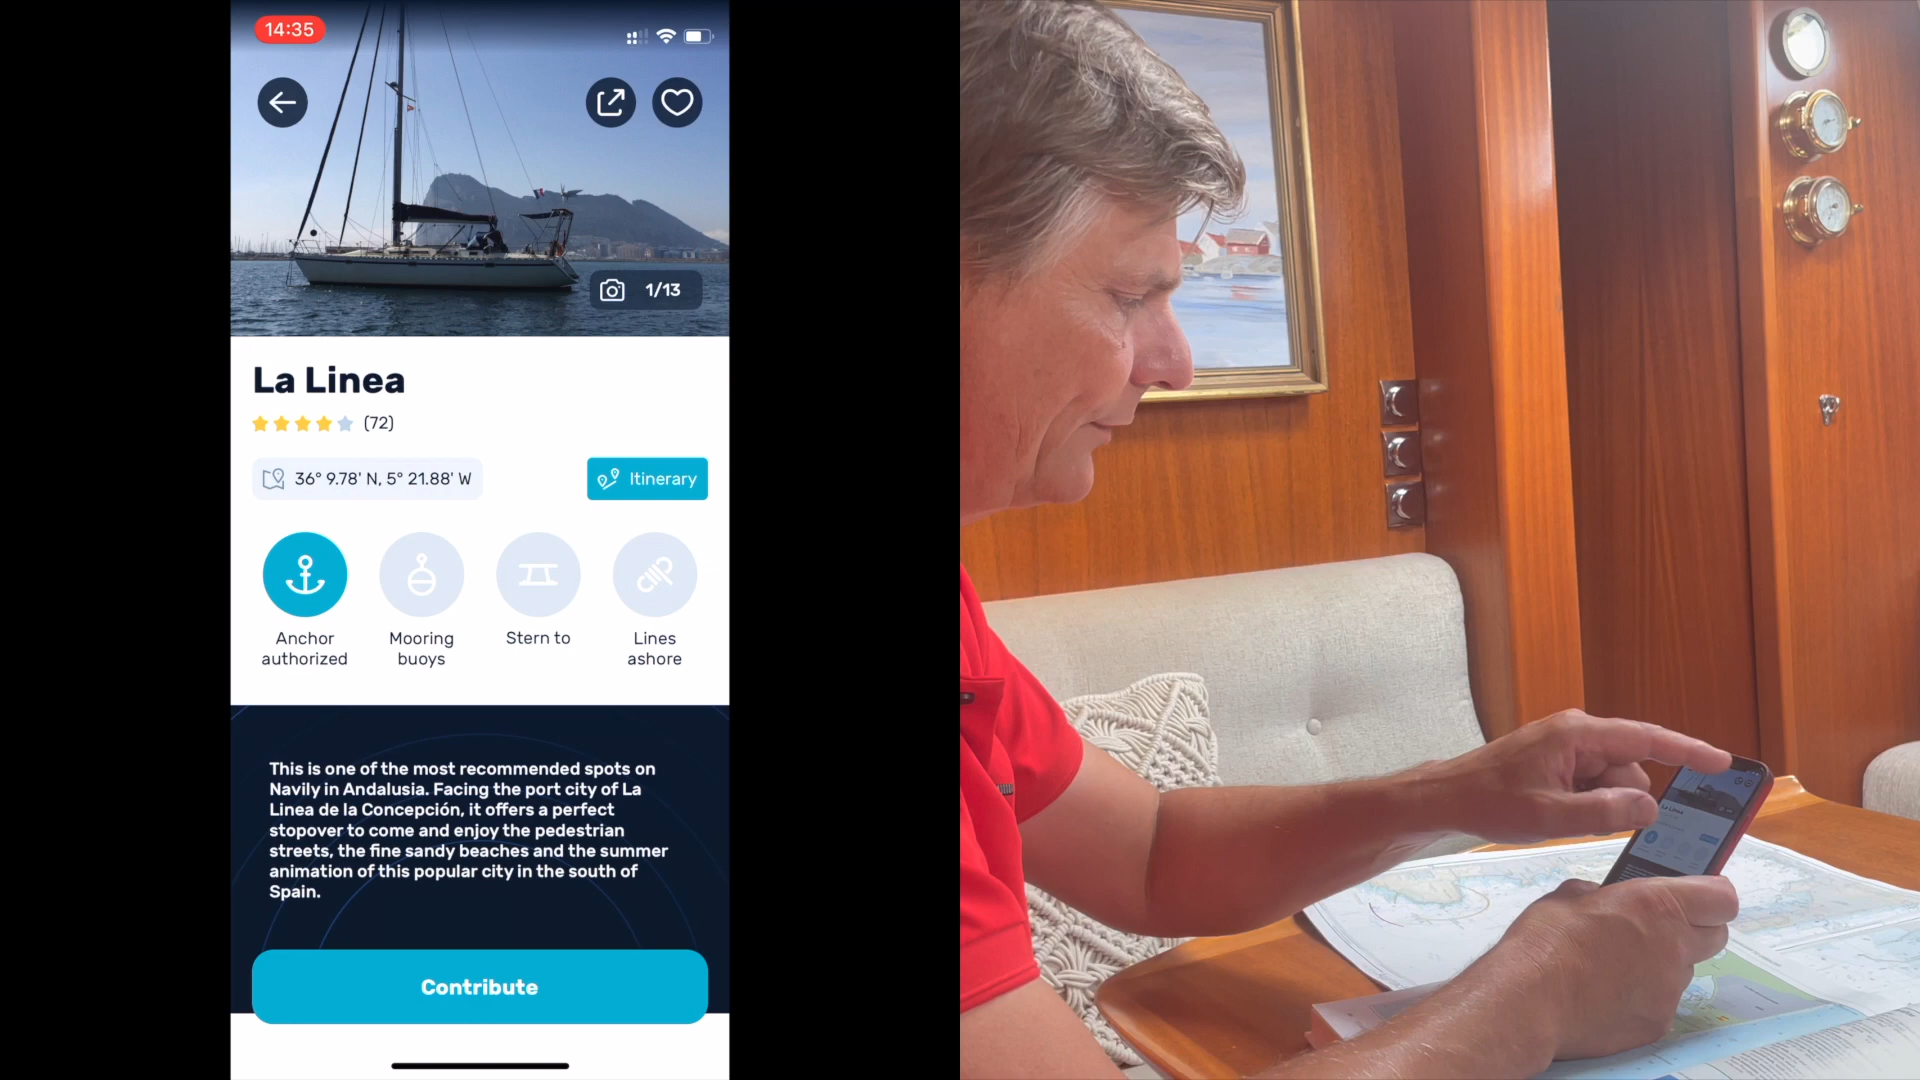 14:35
1/13
La Linea
(72)
36° 9.78' N, 5° 21.88' W
Itinerary
Anchor
authorized
Mooring
buoys
Stern to
Lines
ashore
This is one of the most recommended spots on
Navily in Andalusia. Facing the port city of La
Linea de la Concepción, it offers a perfect
stopover to come and enjoy the pedestrian
streets, the fine sandy beaches and the summer
animation of this popular city in the south of
Spain.
Contribute
La Linea